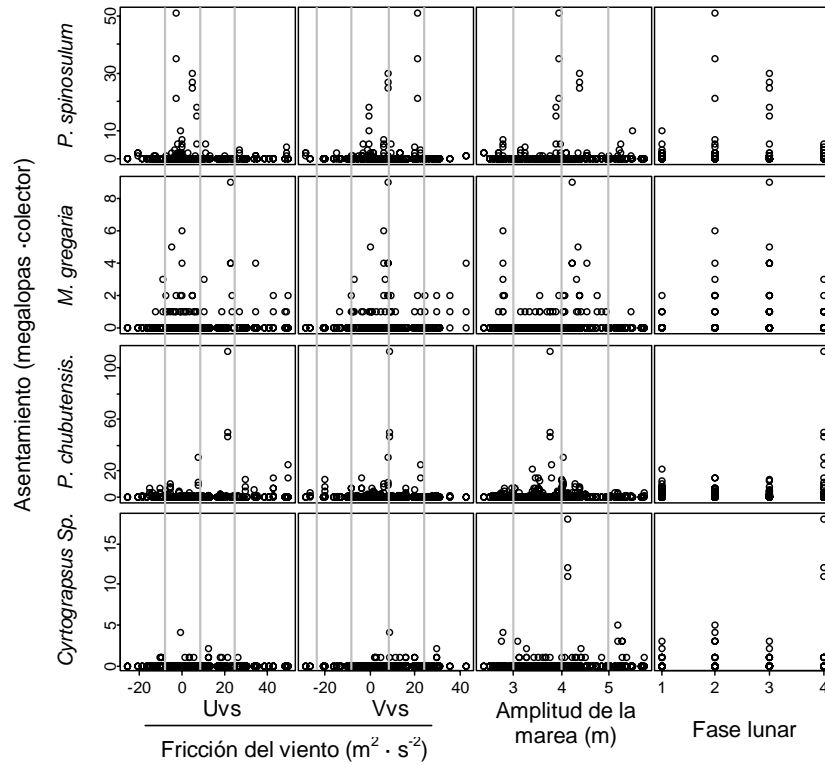 Asentamiento (megalopas ·colector)
P. spinosulum
0 10 30 50
M. gregaria
0 2 4 6 8
P. chubutensis.
0 20 60 100
Cyrtograpsus Sp.
0 5 10 15
-20 0 20 40
-20 0 20 40
3 4 5
1 2 3 4
Uvs
Vvs
Fricción del viento (m² · s⁻²)
Amplitud de la
marea (m)
Fase lunar